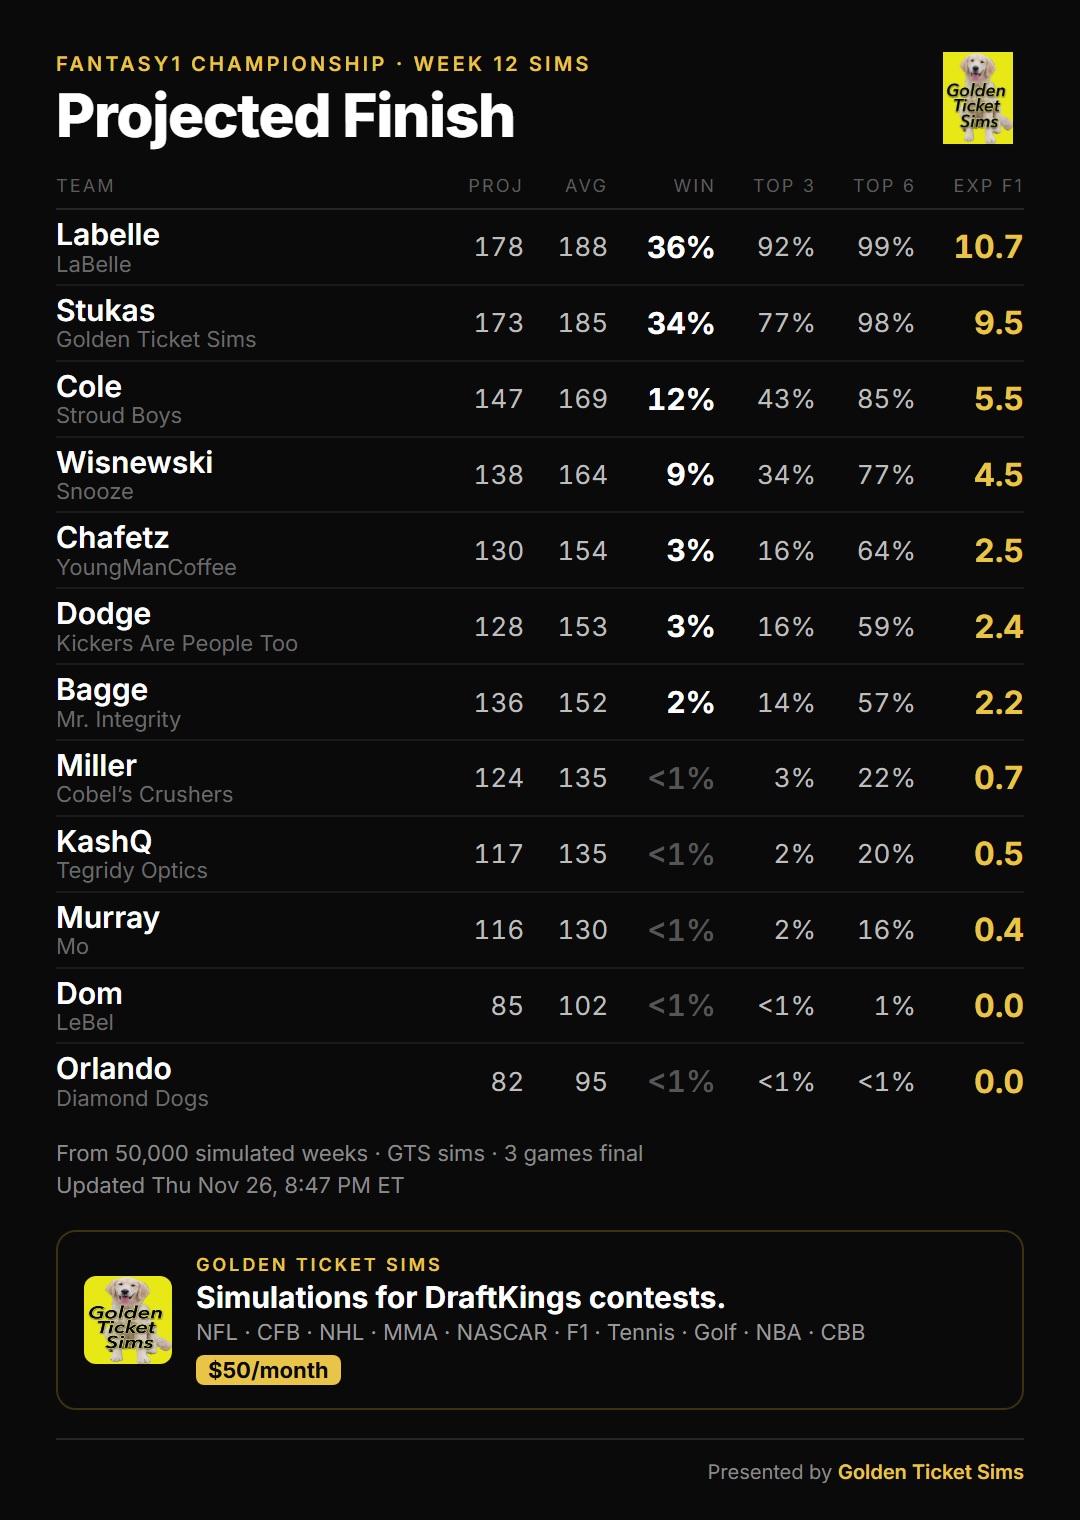 FANTASY1 CHAMPIONSHIP · WEEK 12 SIMS
Projected Finish
Golden
Ticket
Sims
TEAM PROJ AVG WIN TOP 3 TOP 6 EXP F1
Labelle 178 188 36% 92% 99% 10.7
LaBelle
Stukas 173 185 34% 77% 98% 9.5
Golden Ticket Sims
Cole 147 169 12% 43% 85% 5.5
Stroud Boys
Wisnewski 138 164 9% 34% 77% 4.5
Snooze
Chafetz 130 154 3% 16% 64% 2.5
YoungManCoffee
Dodge 128 153 3% 16% 59% 2.4
Kickers Are People Too
Bagge 136 152 2% 14% 57% 2.2
Mr. Integrity
Miller 124 135 <1% 3% 22% 0.7
Cobel’s Crushers
KashQ 117 135 <1% 2% 20% 0.5
Tegridy Optics
Murray 116 130 <1% 2% 16% 0.4
Mo
Dom 85 102 <1% <1% 1% 0.0
LeBel
Orlando 82 95 <1% <1% <1% 0.0
Diamond Dogs
From 50,000 simulated weeks · GTS sims · 3 games final
Updated Thu Nov 26, 8:47 PM ET
Golden
Ticket
Sims
GOLDEN TICKET SIMS
Simulations for DraftKings contests.
NFL · CFB · NHL · MMA · NASCAR · F1 · Tennis · Golf · NBA · CBB
$50/month
Presented by Golden Ticket Sims